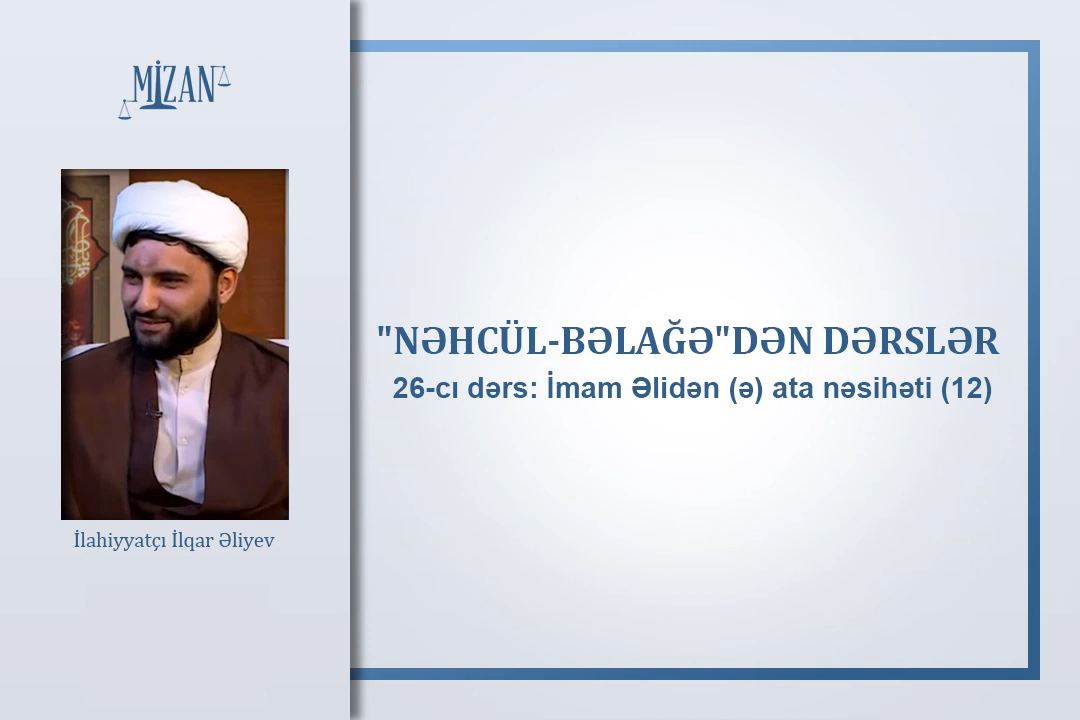 MİZAN
İlahiyyatçı İlqar Əliyev
"NƏHCÜL-BƏLAĞƏ"DƏN DƏRSLƏR
26-cı dərs: İmam Əlidən (ə) ata nəsihəti (12)